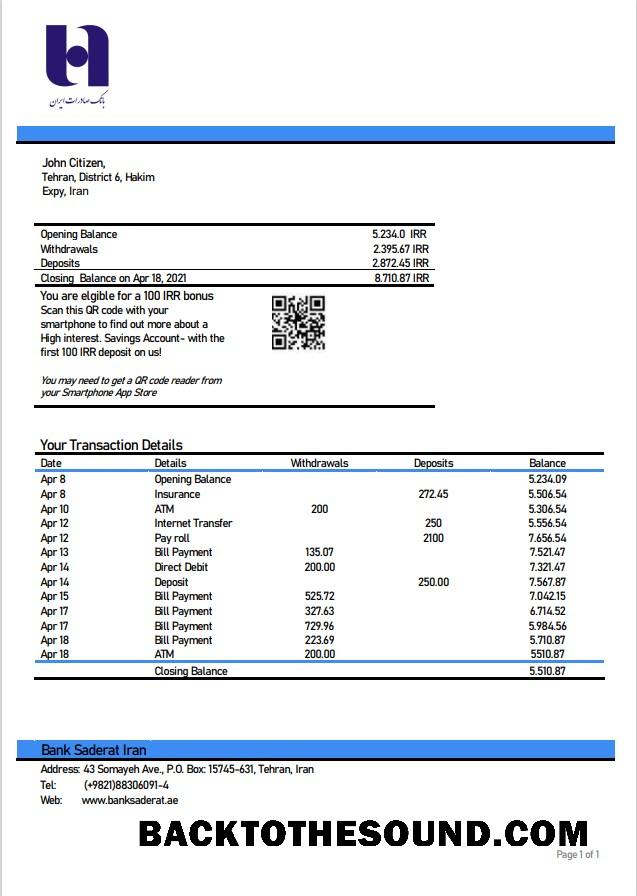 بانک صادرات ایران
John Citizen,
Tehran, District 6, Hakim
Expy, Iran
Opening Balance 5.234.0 IRR
Withdrawals 2.395.67 IRR
Deposits 2.872.45 IRR
Closing Balance on Apr 18, 2021 8.710.87 IRR
You are elgible for a 100 IRR bonus
Scan this QR code with your
smartphone to find out more about a
High interest. Savings Account- with the
first 100 IRR deposit on us!
You may need to get a QR code reader from
your Smartphone App Store
Your Transaction Details
Date Details Withdrawals Deposits Balance
Apr 8 Opening Balance 5.234.09
Apr 8 Insurance 272.45 5.506.54
Apr 10 ATM 200 5.306.54
Apr 12 Internet Transfer 250 5.556.54
Apr 12 Pay roll 2100 7.656.54
Apr 13 Bill Payment 135.07 7.521.47
Apr 14 Direct Debit 200.00 7.321.47
Apr 14 Deposit 250.00 7.567.87
Apr 15 Bill Payment 525.72 7.042.15
Apr 17 Bill Payment 327.63 6.714.52
Apr 17 Bill Payment 729.96 5.984.56
Apr 18 Bill Payment 223.69 5.710.87
Apr 18 ATM 200.00 5510.87
Closing Balance 5.510.87
Bank Saderat Iran
Address: 43 Somayeh Ave., P.O. Box: 15745-631, Tehran, Iran
Tel: (+9821)88306091-4
Web: www.banksaderat.ae
BACKTOTHESOUND.COM
Page 1 of 1